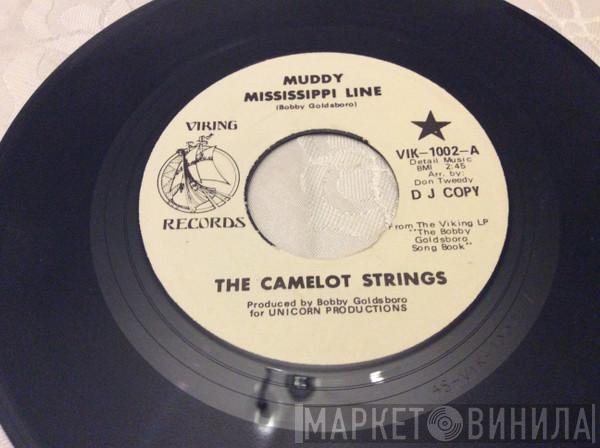 MUDDY
MISSISSIPPI LINE
(Bobby Goldsboro)
VIKING
RECORDS
VIK-1002-A
Detail Music
BMI 2:45
Arr. by:
Don Tweedy
D J COPY
From The Viking LP
"The Bobby
Goldsboro
Song Book"
THE CAMELOT STRINGS
Produced by Bobby Goldsboro
for UNICORN PRODUCTIONS
МАРКЕТ ВИНИЛА